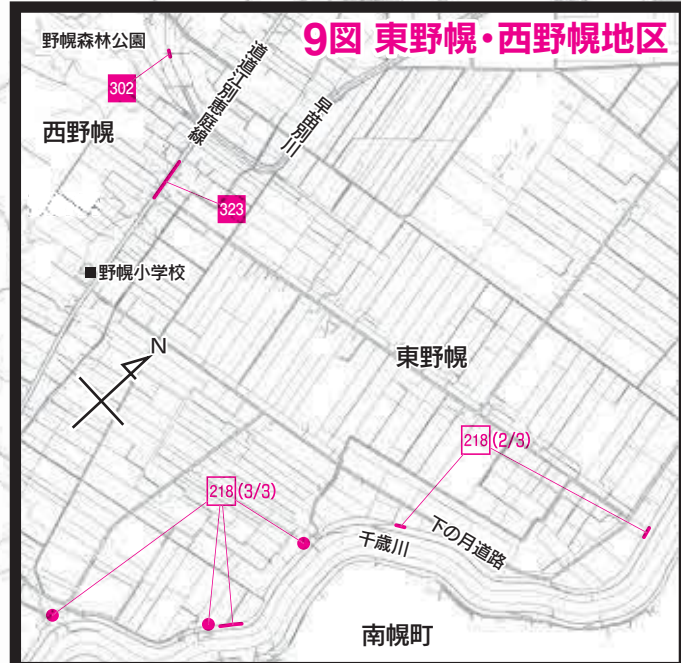 9図 東野幌・西野幌地区
野幌森林公園
302
道道江別恵庭線
早苗別川
西野幌
323
■野幌小学校
N
東野幌
218(2/3)
218(3/3)
千歳川
下の月道路
南幌町